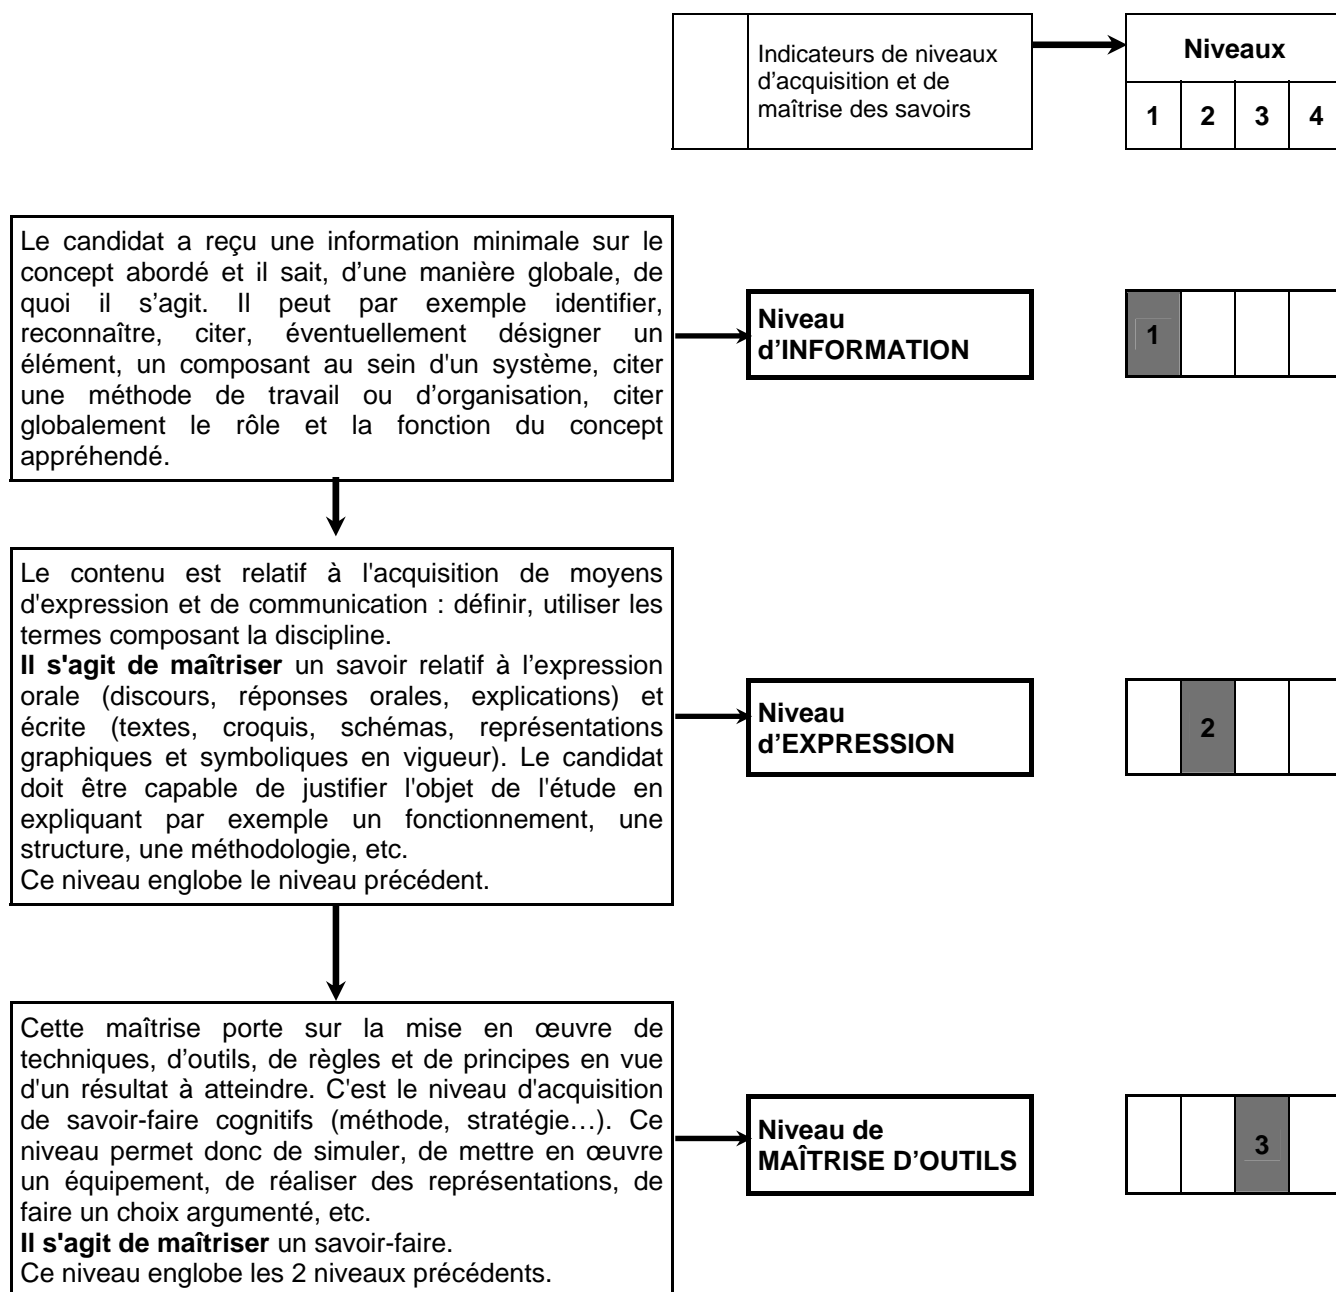 Indicateurs de niveaux
d’acquisition et de
maîtrise des savoirs
Niveaux
1 2 3 4
Le candidat a reçu une information minimale sur le
concept abordé et il sait, d’une manière globale, de
quoi il s’agit. Il peut par exemple identifier,
reconnaître, citer, éventuellement désigner un
élément, un composant au sein d'un système, citer
une méthode de travail ou d’organisation, citer
globalement le rôle et la fonction du concept
appréhendé.
Niveau
d’INFORMATION
1
Le contenu est relatif à l'acquisition de moyens
d'expression et de communication : définir, utiliser les
termes composant la discipline.
Il s'agit de maîtriser un savoir relatif à l’expression
orale (discours, réponses orales, explications) et
écrite (textes, croquis, schémas, représentations
graphiques et symboliques en vigueur). Le candidat
doit être capable de justifier l'objet de l'étude en
expliquant par exemple un fonctionnement, une
structure, une méthodologie, etc.
Ce niveau englobe le niveau précédent.
Niveau
d’EXPRESSION
2
Cette maîtrise porte sur la mise en œuvre de
techniques, d’outils, de règles et de principes en vue
d'un résultat à atteindre. C'est le niveau d'acquisition
de savoir-faire cognitifs (méthode, stratégie…). Ce
niveau permet donc de simuler, de mettre en œuvre
un équipement, de réaliser des représentations, de
faire un choix argumenté, etc.
Il s'agit de maîtriser un savoir-faire.
Ce niveau englobe les 2 niveaux précédents.
Niveau de
MAÎTRISE D’OUTILS
3